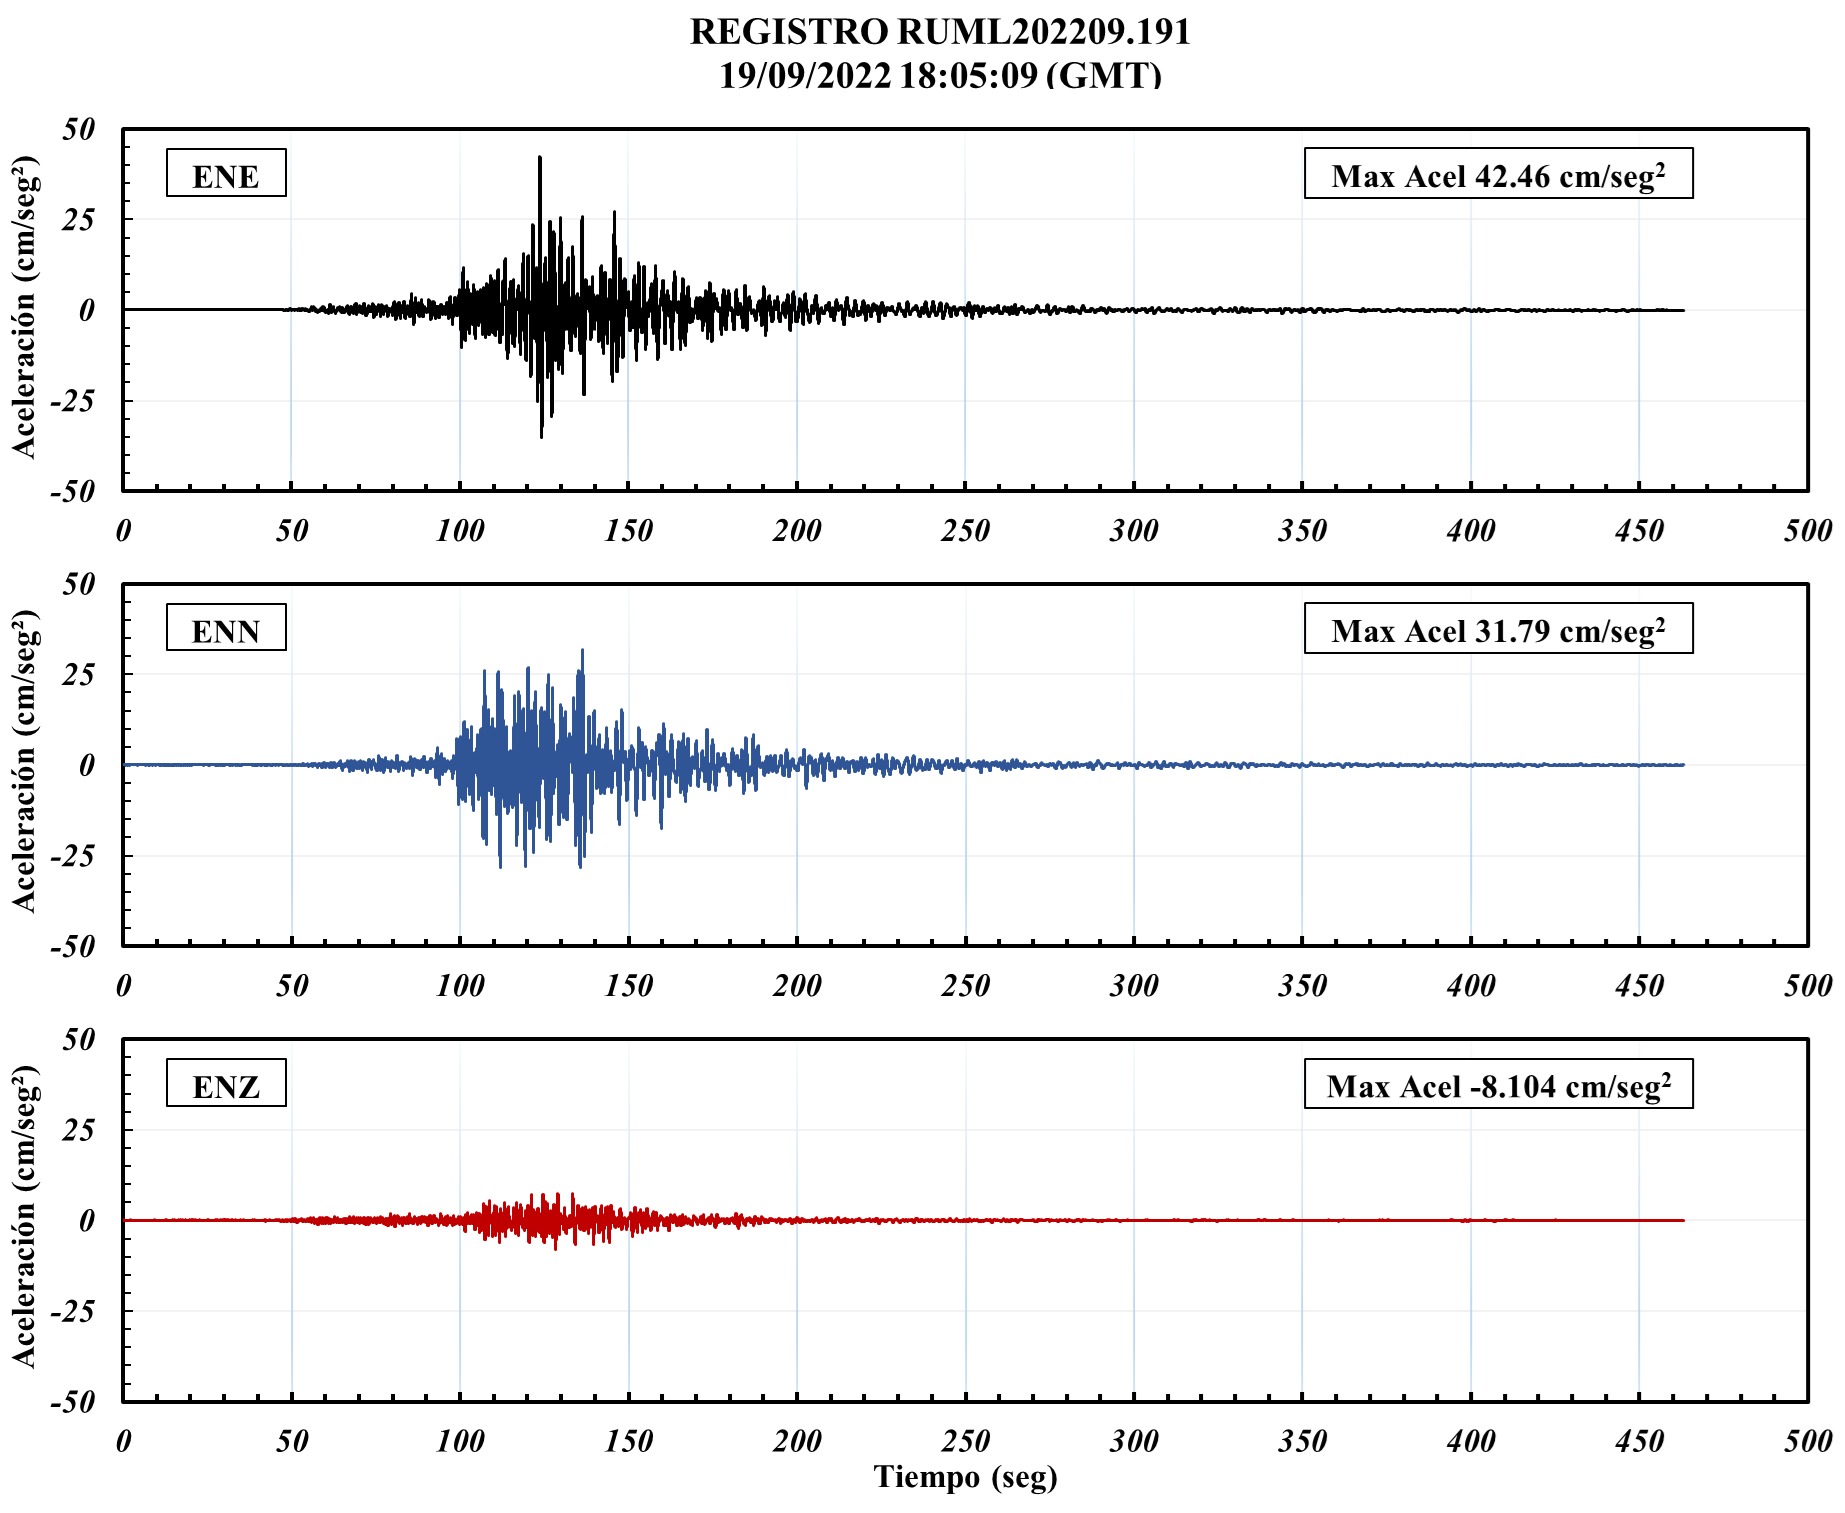 REGISTRO RUML202209.191
19/09/2022 18:05:09 (GMT)
50
ENE
Max Acel 42.46 cm/seg²
25
0
-25
-50
Aceleración (cm/seg²)
0 50 100 150 200 250 300 350 400 450 500
50
ENN
Max Acel 31.79 cm/seg²
25
0
-25
-50
Aceleración (cm/seg²)
0 50 100 150 200 250 300 350 400 450 500
50
ENZ
Max Acel -8.104 cm/seg²
25
0
-25
-50
Aceleración (cm/seg²)
0 50 100 150 200 250 300 350 400 450 500
Tiempo (seg)